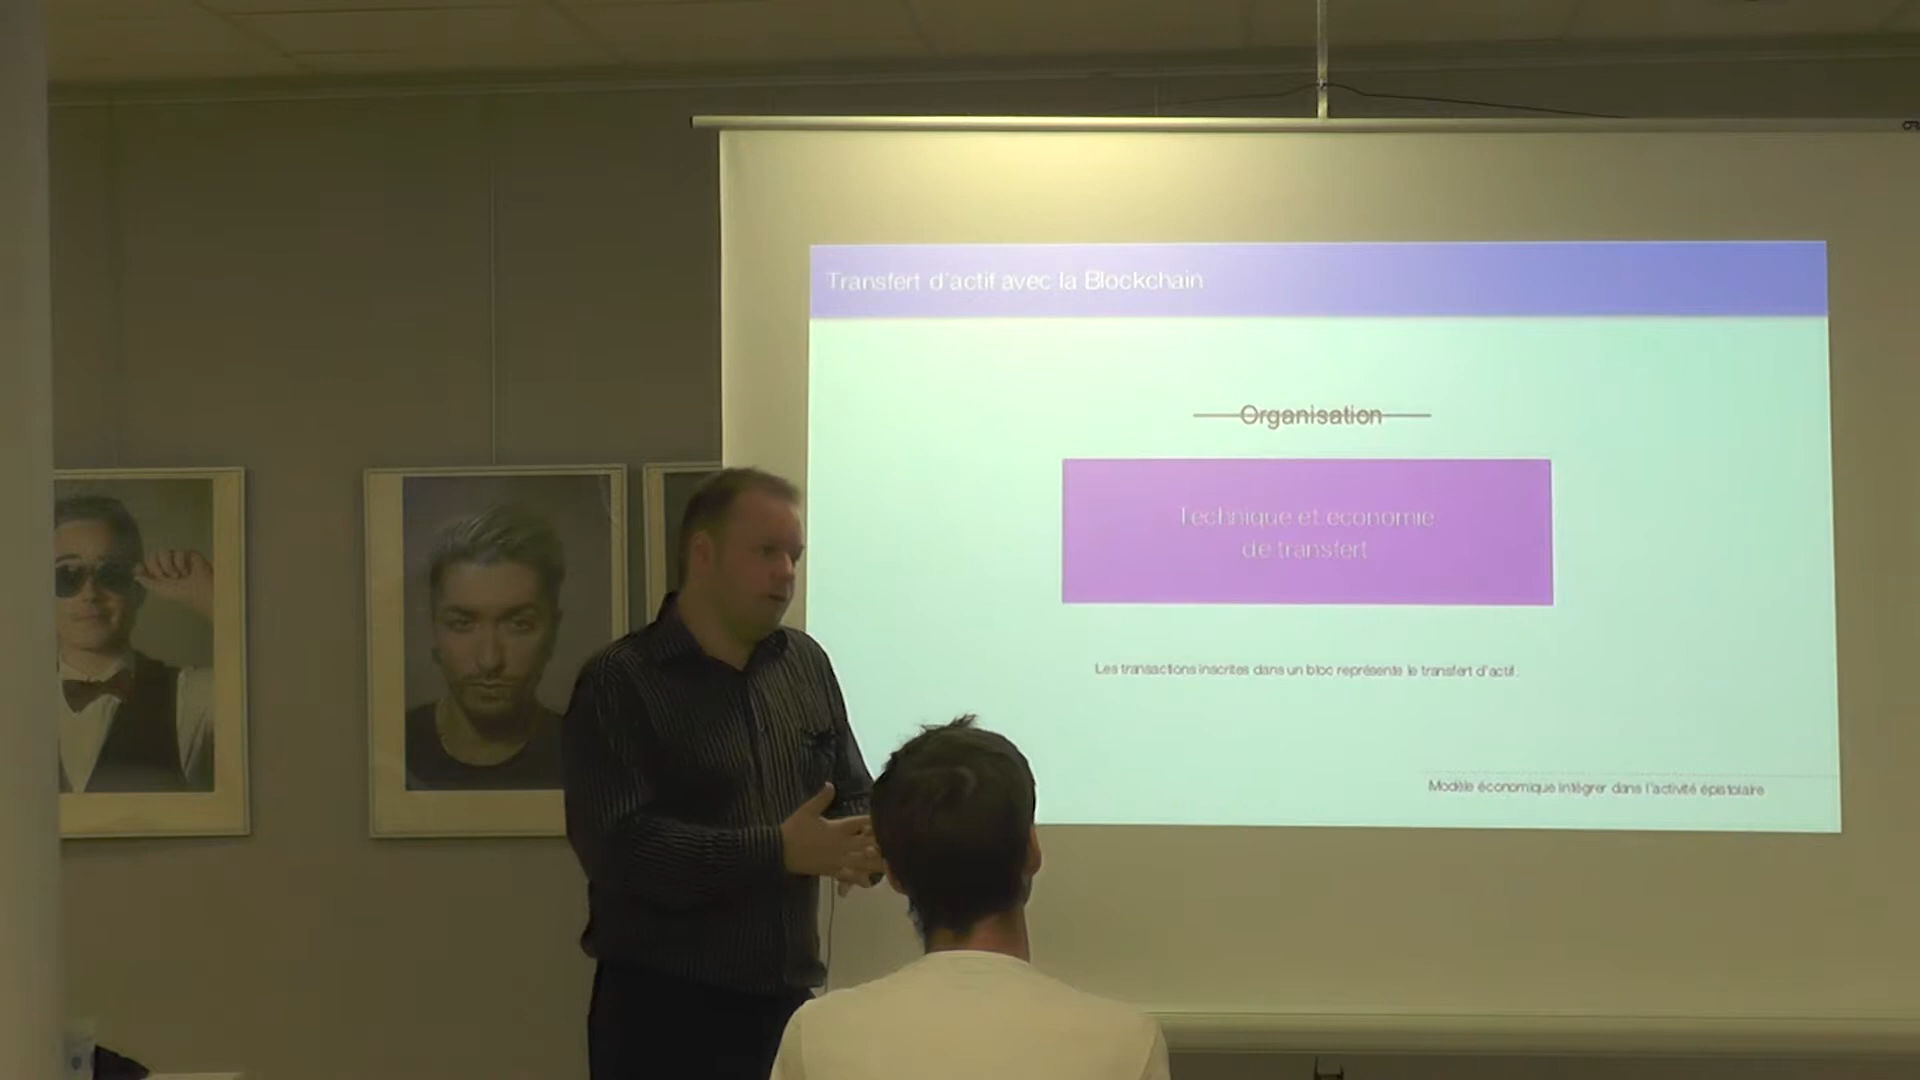 Transfert d'actif avec la Blockchain
Organisation
Technique et economie
de transfert
Les transactions inscrites dans un bloc représente le transfert d'actif.
Modèle économique intégrer dans l'activité épistolaire